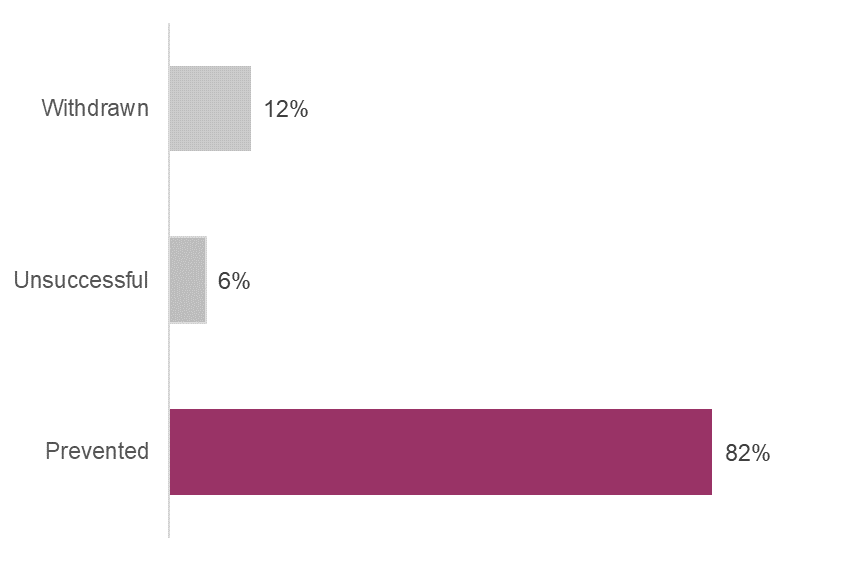 Withdrawn 12%
Unsuccessful 6%
Prevented 82%